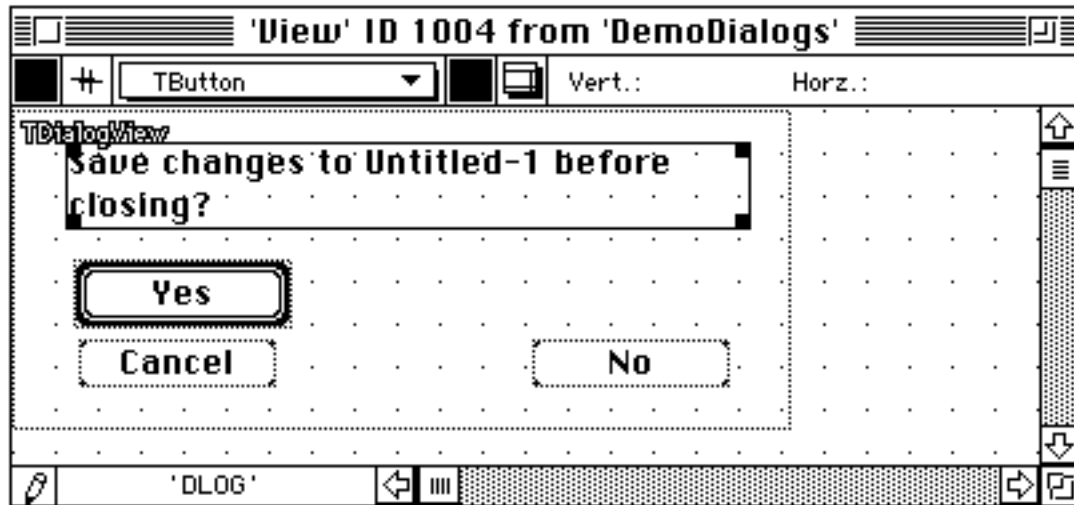 'View' ID 1004 from 'DemoDialogs'
TButton Vert.: Horz.:
TDialogView
Save changes to Untitled-1 before
closing?
Yes
Cancel No
'DLOG'